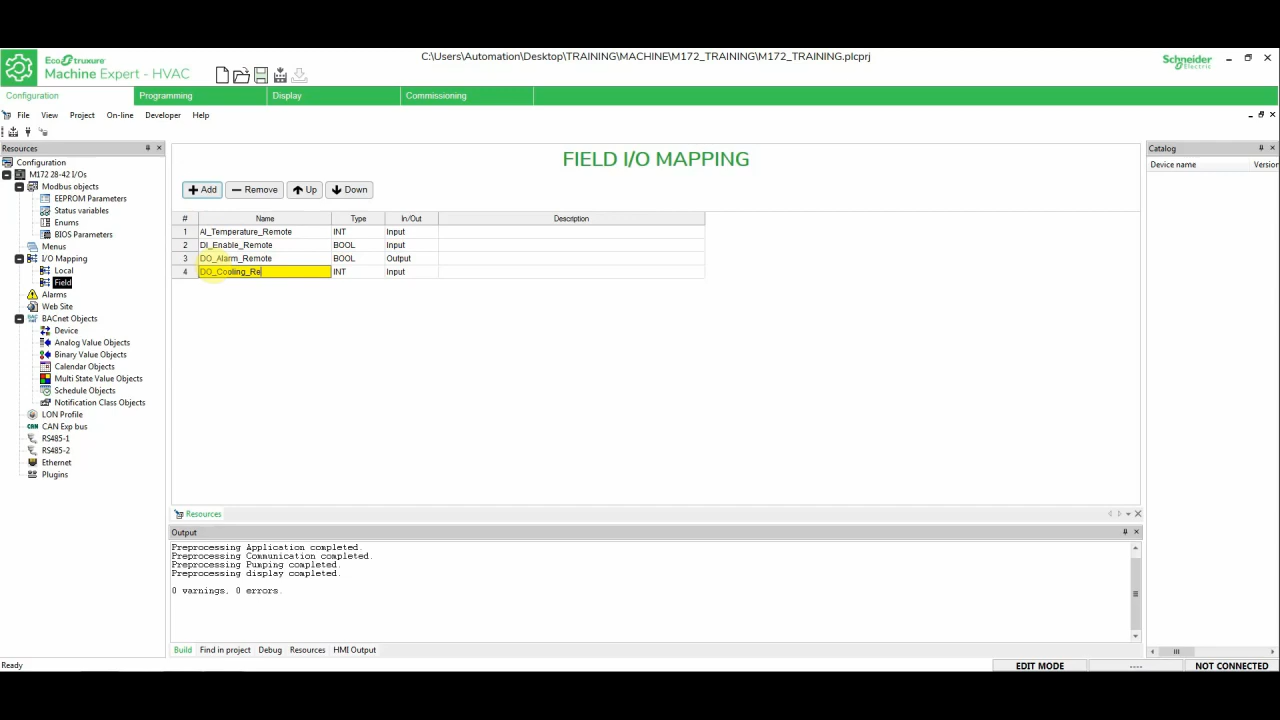 C:\Users\Automation\Desktop\TRAINING\MACHINE\M172_TRAINING\M172_TRAINING.plcprj
EcoStruxure
Machine Expert - HVAC
Schneider Electric
Configuration Programming Display Commissioning
File View Project On-line Developer Help
Resources
Configuration
M172 28-42 I/Os
Modbus objects
EEPROM Parameters
Status variables
Enums
BIOS Parameters
Menus
I/O Mapping
Local
Field
Alarms
Web Site
BACnet Objects
Device
Analog Value Objects
Binary Value Objects
Calendar Objects
Multi State Value Objects
Schedule Objects
Notification Class Objects
LON Profile
CAN Exp bus
RS485-1
RS485-2
Ethernet
Plugins
FIELD I/O MAPPING
Add Remove Up Down
# Name Type In/Out Description
1 AI_Temperature_Remote INT Input
2 DI_Enable_Remote BOOL Input
3 DO_Alarm_Remote BOOL Output
4 DO_Cooling_Re INT Input
Resources
Output
Preprocessing Application completed.
Preprocessing Communication completed.
Preprocessing Pumping completed.
Preprocessing display completed.
0 warnings, 0 errors.
Build Find in project Debug Resources HMI Output
Catalog
Device name Version
Ready
EDIT MODE ---- NOT CONNECTED